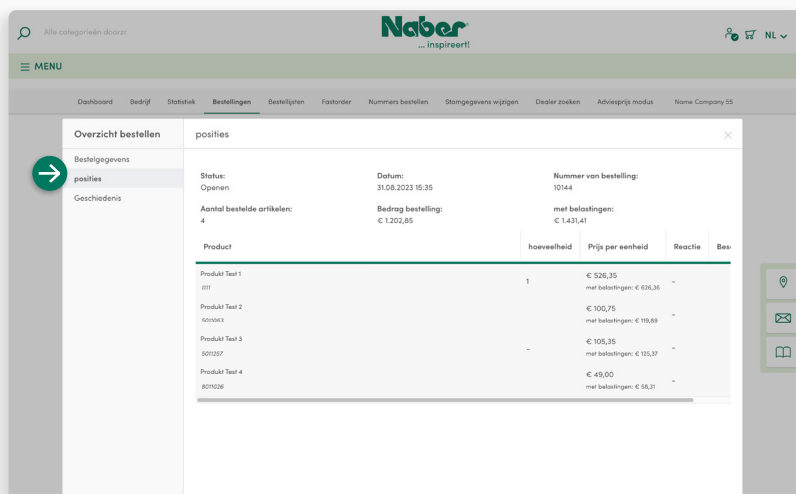 Alle categorieën doorzc
Naber
... inspireert!
NL
MENU
Dashboard Bedrijf Statistiek Bestellingen Bestellijsten Fastorder Nummers bestellen Stamgegevens wijzigen Dealer zoeken Adviesprijs modus Name Company 55
Overzicht bestellen
posities
Bestelgegevens
posities
Geschiedenis
Status: Datum: Nummer van bestelling:
Openen 31.08.2023 15:35 10144
Aantal bestelde artikelen: Bedrag bestelling: met belastingen:
4 € 1.202,85 € 1.431,41
Product hoeveelheid Prijs per eenheid Reactie Bes
Produkt Test 1 € 526,35
1111 1 met belastingen: € 626,36 -
Produkt Test 2 € 100,75
met belastingen: € 119,89 -
Produkt Test 3 € 105,35
5011257 - met belastingen: € 125,37 -
Produkt Test 4 € 49,00
8011026 met belastingen: € 58,31 -